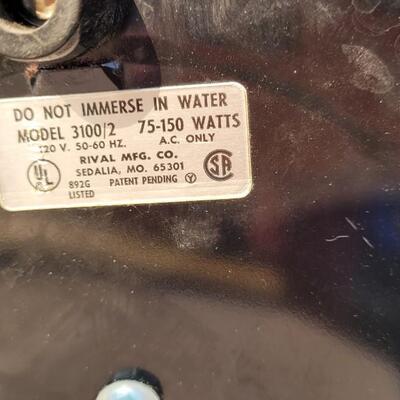 DO NOT IMMERSE IN WATER
MODEL 3100/2 75-150 WATTS
120 V. 50-60 HZ. A.C. ONLY
RIVAL MFG. CO.
SEDALIA, MO. 65301
UL 892G PATENT PENDING Y SA
LISTED